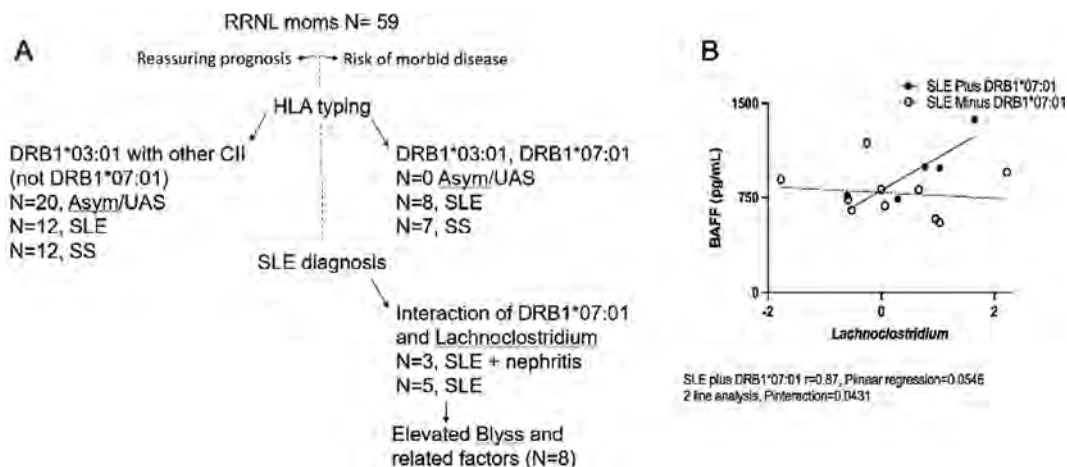 A
RRNL moms N= 59
Reassuring prognosis
Risk of morbid disease
HLA typing
DRB1*03:01 with other CII
(not DRB1*07:01)
N=20, Asym/UAS
N=12, SLE
N=12, SS
DRB1*03:01, DRB1*07:01
N=0 Asym/UAS
N=8, SLE
N=7, SS
SLE diagnosis
Interaction of DRB1*07:01
and Lachnoclostridium
N=3, SLE + nephritis
N=5, SLE
Elevated Blyss and
related factors (N=8)
B
SLE Plus DRB1*07:01
SLE Minus DRB1*07:01
1500
750
0
BAFF (pg/mL)
-2
0
2
Lachnoclostridium
SLE plus DRB1*07:01 r=0.87, Plinear regression=0.0546
2 line analysis, Pinteraction=0.0431